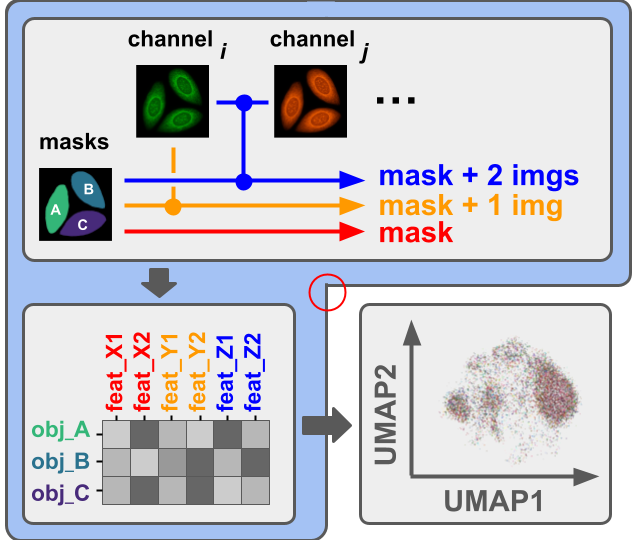 channel i
channel j
...
masks
A
B
C
mask + 2 imgs
mask + 1 img
mask
feat_X1
feat_X2
feat_Y1
feat_Y2
feat_Z1
feat_Z2
obj_A
obj_B
obj_C
UMAP2
UMAP1